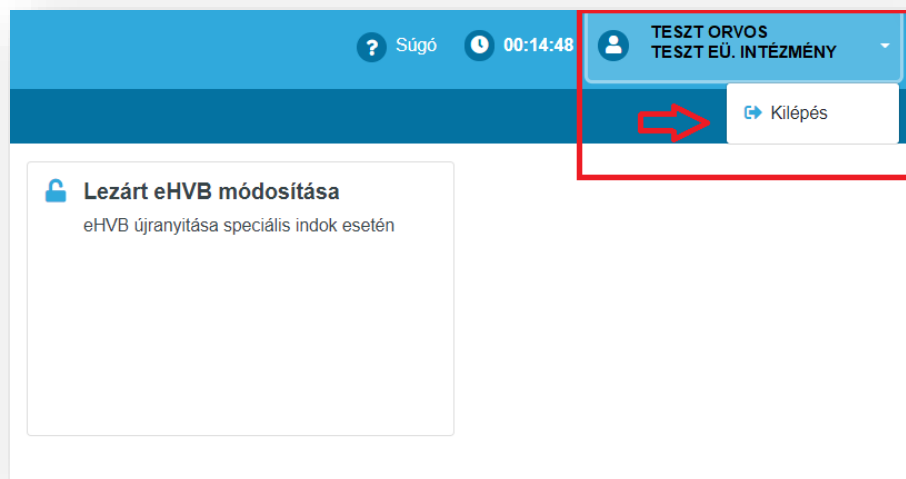 Súgó
00:14:48
TESZT ORVOS
TESZT EÜ. INTÉZMÉNY
Kilépés
Lezárt eHVB módosítása
eHVB újranyitása speciális indok esetén